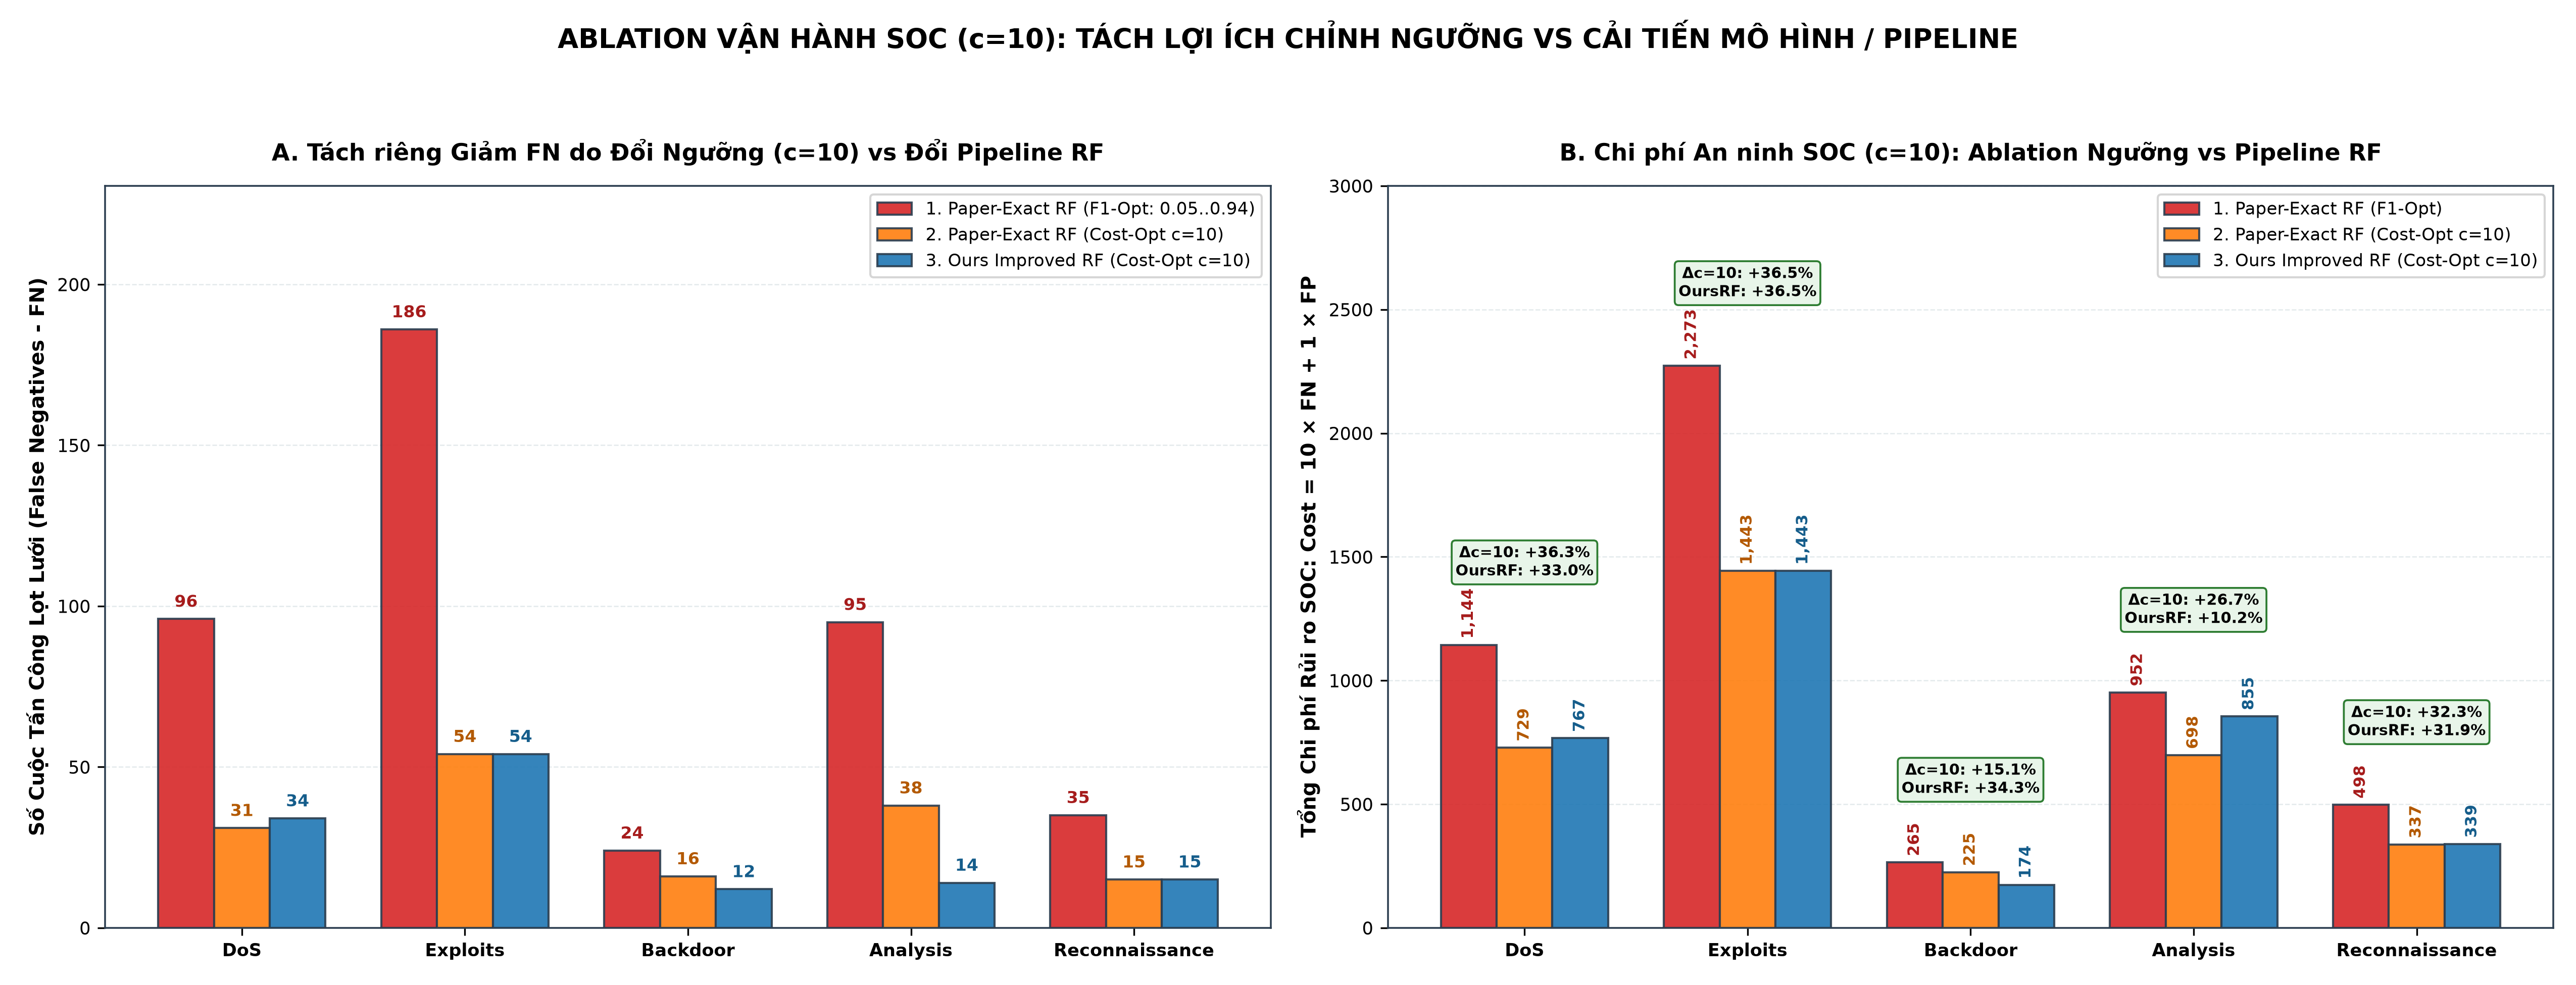 ABLATION VẬN HÀNH SOC (c=10): TÁCH LỢI ÍCH CHỈNH NGƯỠNG VS CẢI TIẾN MÔ HÌNH / PIPELINE
A. Tách riêng Giảm FN do Đổi Ngưỡng (c=10) vs Đổi Pipeline RF
Số Cuộc Tấn Công Lọt Lưới (False Negatives - FN)
200
150
100
50
0
1. Paper-Exact RF (F1-Opt: 0.05..0.94)
2. Paper-Exact RF (Cost-Opt c=10)
3. Ours Improved RF (Cost-Opt c=10)
96
31
34
186
54
54
24
16
12
95
38
14
35
15
15
DoS
Exploits
Backdoor
Analysis
Reconnaissance
B. Chi phí An ninh SOC (c=10): Ablation Ngưỡng vs Pipeline RF
Tổng Chi phí Rủi ro SOC: Cost = 10 × FN + 1 × FP
3000
2500
2000
1500
1000
500
0
1. Paper-Exact RF (F1-Opt)
2. Paper-Exact RF (Cost-Opt c=10)
3. Ours Improved RF (Cost-Opt c=10)
Δc=10: +36.3%
OursRF: +33.0%
1,144
729
767
Δc=10: +36.5%
OursRF: +36.5%
2,273
1,443
1,443
Δc=10: +15.1%
OursRF: +34.3%
265
225
174
Δc=10: +26.7%
OursRF: +10.2%
952
698
855
Δc=10: +32.3%
OursRF: +31.9%
498
337
339
DoS
Exploits
Backdoor
Analysis
Reconnaissance